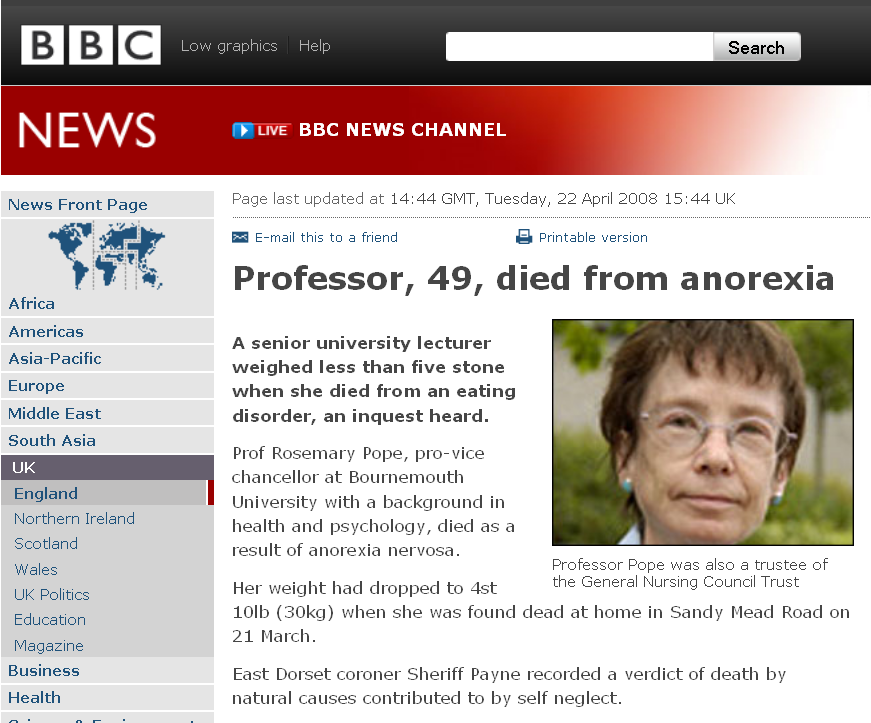 BBC
Low graphics
Help
Search
NEWS
LIVE BBC NEWS CHANNEL
News Front Page
Africa
Americas
Asia-Pacific
Europe
Middle East
South Asia
UK
England
Northern Ireland
Scotland
Wales
UK Politics
Education
Magazine
Business
Health
Page last updated at 14:44 GMT, Tuesday, 22 April 2008 15:44 UK
E-mail this to a friend
Printable version
Professor, 49, died from anorexia
A senior university lecturer
weighed less than five stone
when she died from an eating
disorder, an inquest heard.
Prof Rosemary Pope, pro-vice
chancellor at Bournemouth
University with a background in
health and psychology, died as a
result of anorexia nervosa.
Professor Pope was also a trustee of
the General Nursing Council Trust
Her weight had dropped to 4st
10lb (30kg) when she was found dead at home in Sandy Mead Road on
21 March.
East Dorset coroner Sheriff Payne recorded a verdict of death by
natural causes contributed to by self neglect.